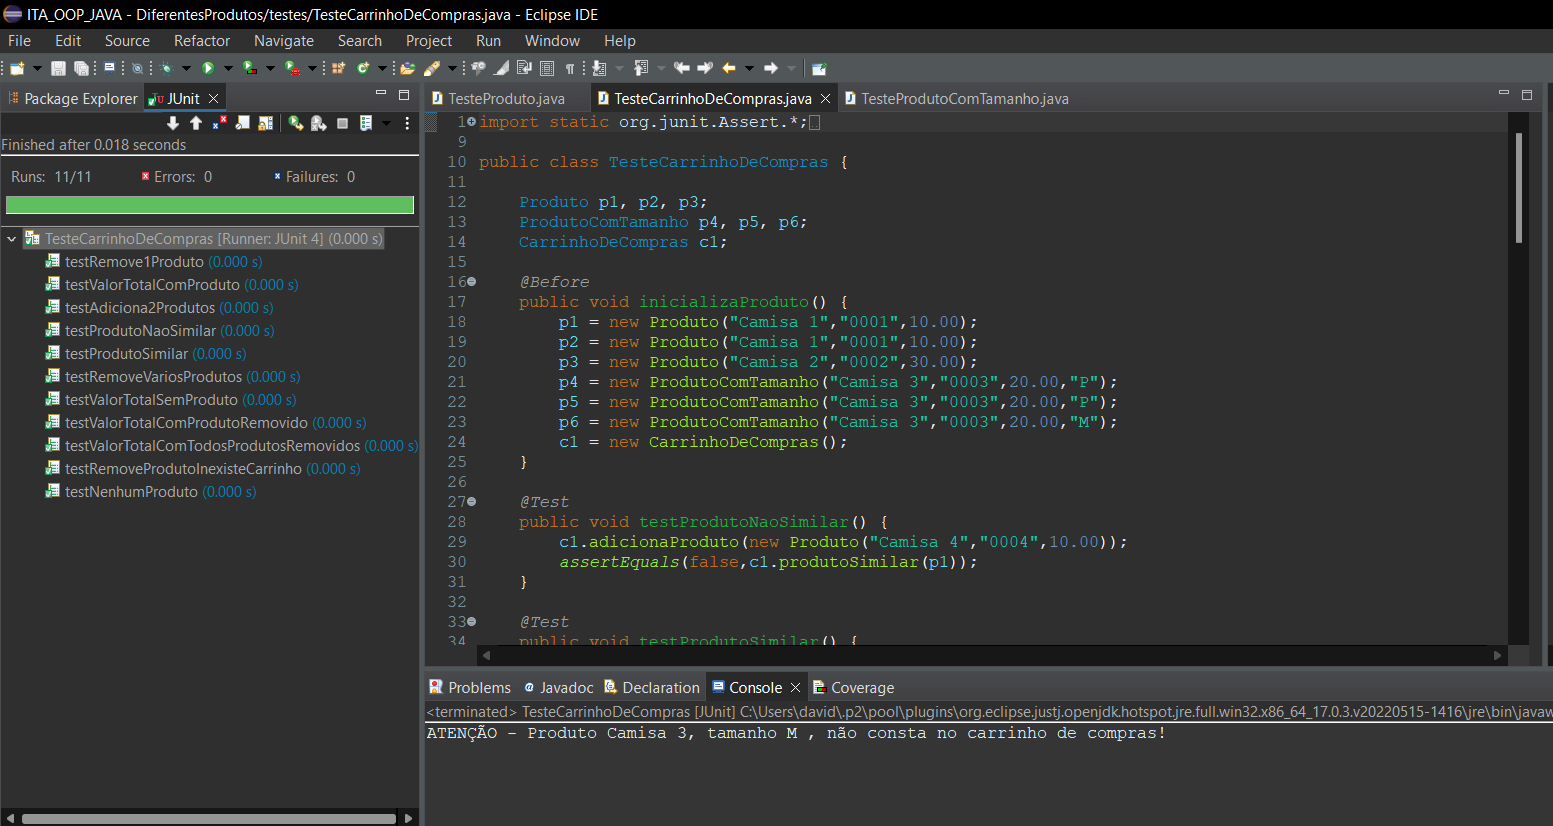 ITA_OOP_JAVA - DiferentesProdutos/testes/TesteCarrinhoDeCompras.java - Eclipse IDE
File Edit Source Refactor Navigate Search Project Run Window Help
Package Explorer JUnit
Finished after 0.018 seconds
Runs: 11/11 Errors: 0 Failures: 0
TesteCarrinhoDeCompras [Runner: JUnit 4] (0.000 s)
testRemove1Produto (0.000 s)
testValorTotalComProduto (0.000 s)
testAdiciona2Produtos (0.000 s)
testProdutoNaoSimilar (0.000 s)
testProdutoSimilar (0.000 s)
testRemoveVariosProdutos (0.000 s)
testValorTotalSemProduto (0.000 s)
testValorTotalComProdutoRemovido (0.000 s)
testValorTotalComTodosProdutosRemovidos (0.000 s)
testRemoveProdutoInexisteCarrinho (0.000 s)
testNenhumProduto (0.000 s)
TesteProduto.java TesteCarrinhoDeCompras.java TesteProdutoComTamanho.java
1 import static org.junit.Assert.*;
9
10 public class TesteCarrinhoDeCompras {
11
12 Produto p1, p2, p3;
13 ProdutoComTamanho p4, p5, p6;
14 CarrinhoDeCompras c1;
15
16 @Before
17 public void inicializaProduto() {
18 p1 = new Produto("Camisa 1","0001",10.00);
19 p2 = new Produto("Camisa 1","0001",10.00);
20 p3 = new Produto("Camisa 2","0002",30.00);
21 p4 = new ProdutoComTamanho("Camisa 3","0003",20.00,"P");
22 p5 = new ProdutoComTamanho("Camisa 3","0003",20.00,"P");
23 p6 = new ProdutoComTamanho("Camisa 3","0003",20.00,"M");
24 c1 = new CarrinhoDeCompras();
25 }
26
27 @Test
28 public void testProdutoNaoSimilar() {
29 c1.adicionaProduto(new Produto("Camisa 4","0004",10.00));
30 assertEquals(false,c1.produtoSimilar(p1));
31 }
32
33 @Test
34 public void testProdutoSimilar() {
Problems Javadoc Declaration Console Coverage
<terminated> TesteCarrinhoDeCompras [JUnit] C:\Users\david\.p2\pool\plugins\org.eclipse.justj.openjdk.hotspot.jre.full.win32.x86_64_17.0.3.v20220515-1416\jre\bin\javaw
ATENÇÃO - Produto Camisa 3, tamanho M , não consta no carrinho de compras!